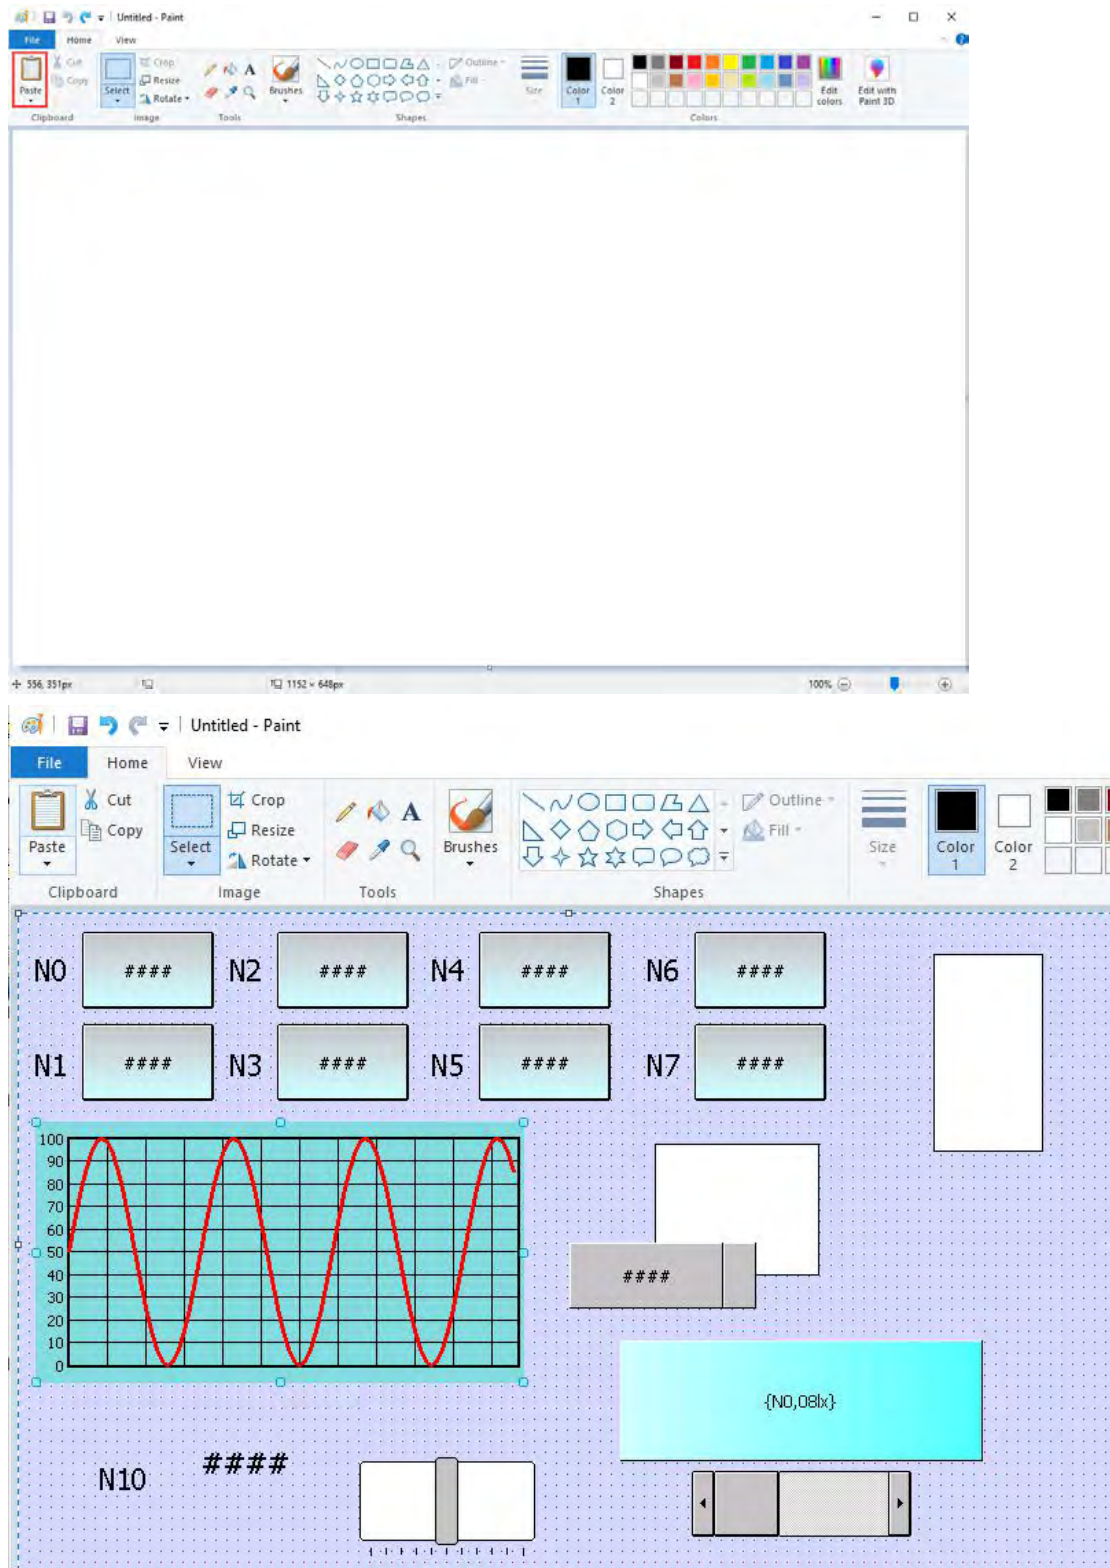 Untitled - Paint
File Home View
Paste
Cut
Copy
Clipboard
Select
Crop
Resize
Rotate
Image
A
Tools
Brushes
Outline
Fill
Shapes
Size
Color 1
Color 2
Edit colors
Edit with Paint 3D
Colors
556, 351px
1152 × 648px
100%
Untitled - Paint
File Home View
Paste
Cut
Copy
Clipboard
Select
Crop
Resize
Rotate
Image
A
Tools
Brushes
Outline
Fill
Shapes
Size
Color 1
Color 2
N0 #### N2 #### N4 #### N6 ####
N1 #### N3 #### N5 #### N7 ####
100
90
80
70
60
50
40
30
20
10
0
####
{N0,08lx}
N10 ####